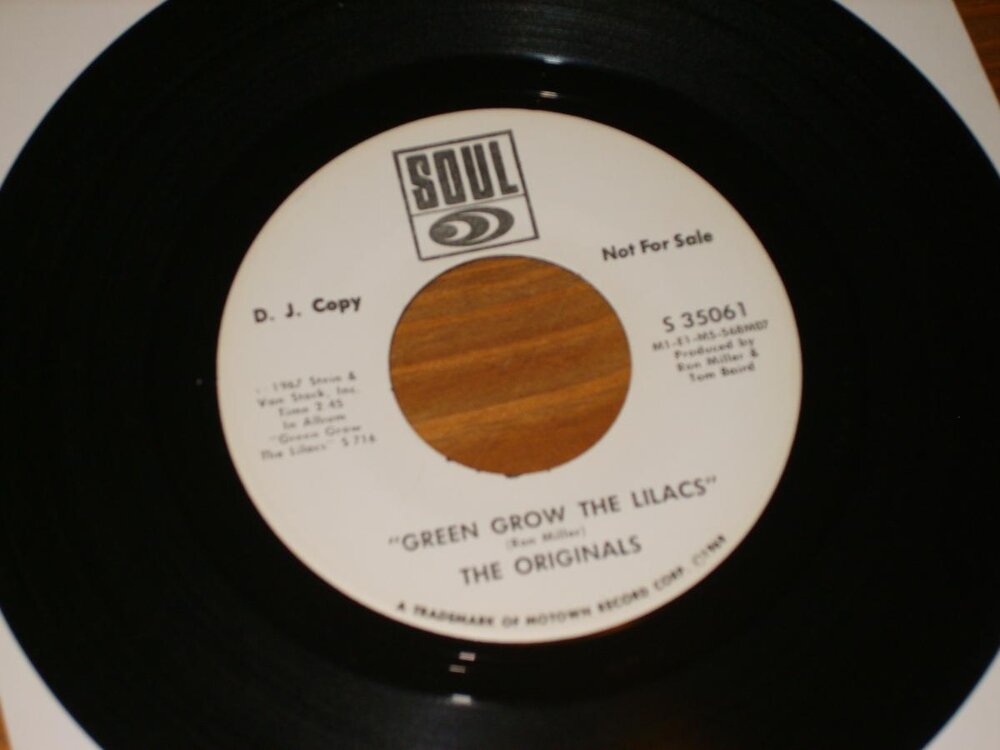 SOUL
D. J. Copy
Not For Sale
S 35061
Produced by
Ron Miller &
Tom Baird
1967 Stein &
Van Stock, Inc.
Time 2:45
In Album
"Green Grow
The Lilacs" S 716
"GREEN GROW THE LILACS"
(Ron Miller)
THE ORIGINALS
A TRADEMARK OF MOTOWN RECORD CORP.